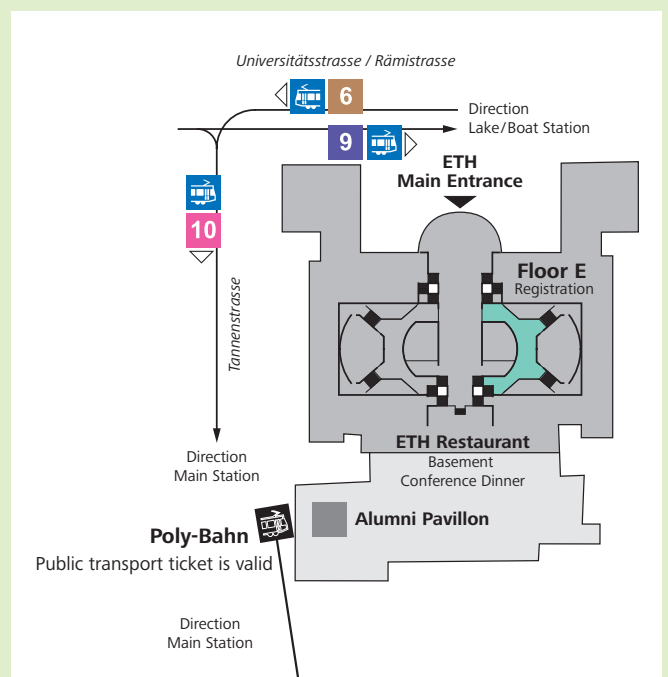 Universitätsstrasse / Rämistrasse
6
Direction
Lake/Boat Station
9
ETH
Main Entrance
10
Floor E
Registration
Tannenstrasse
ETH Restaurant
Basement
Conference Dinner
Direction
Main Station
Alumni Pavillon
Poly-Bahn
Public transport ticket is valid
Direction
Main Station